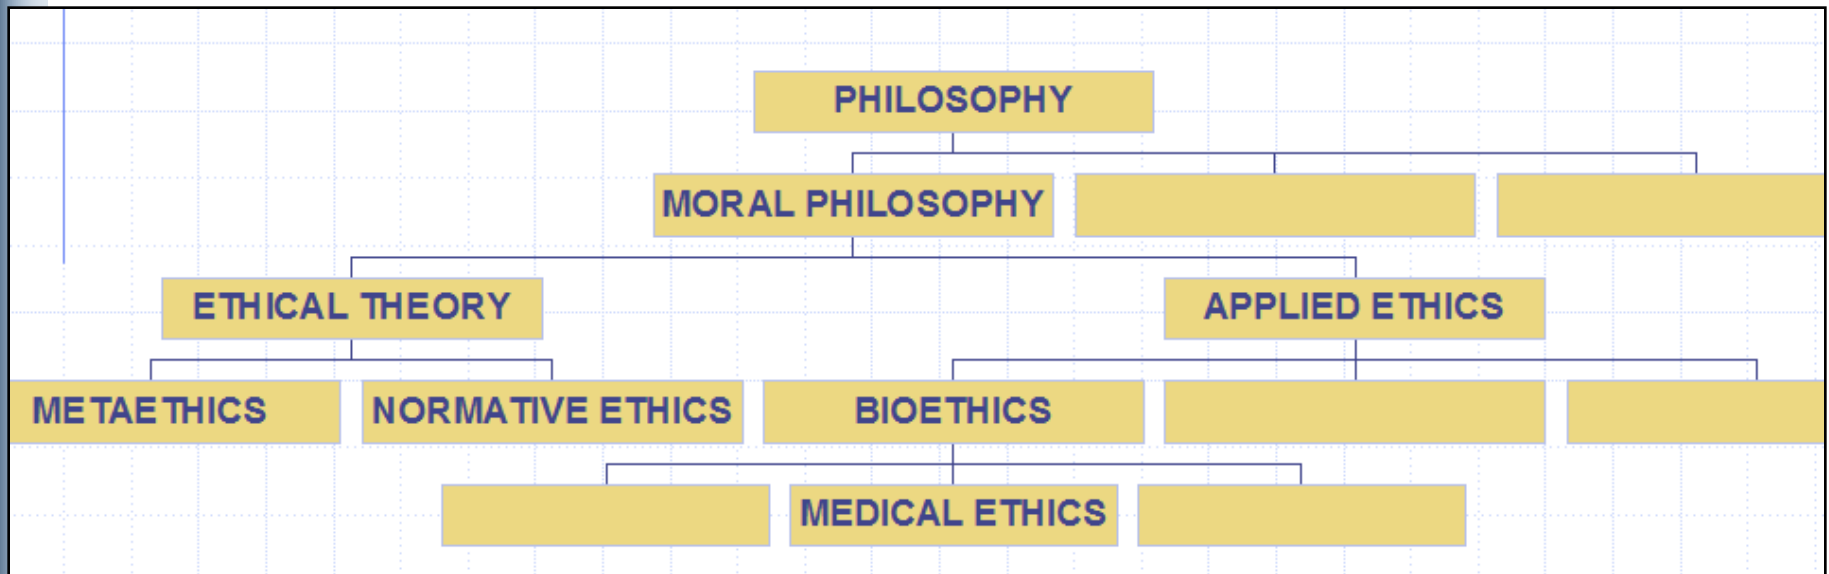 PHILOSOPHY
MORAL PHILOSOPHY
ETHICAL THEORY
APPLIED ETHICS
METAETHICS
NORMATIVE ETHICS
BIOETHICS
MEDICAL ETHICS